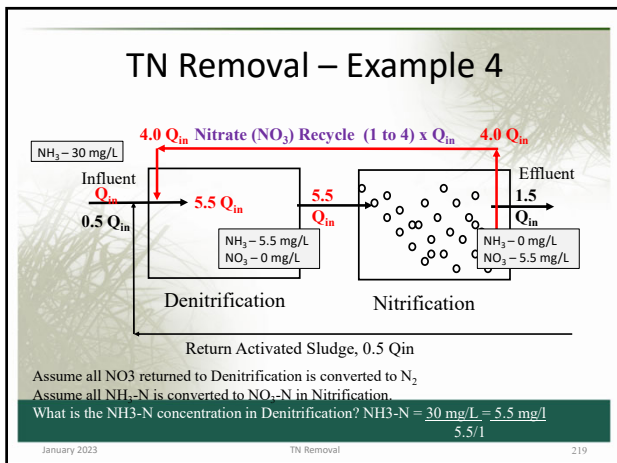 TN Removal – Example 4
4.0 Qin Nitrate (NO3) Recycle (1 to 4) x Qin 4.0 Qin
NH3 – 30 mg/L
Influent
Qin
0.5 Qin
5.5 Qin
5.5
Qin
Effluent
1.5
Qin
NH3 – 5.5 mg/L
NO3 – 0 mg/L
NH3 – 0 mg/L
NO3 – 5.5 mg/L
Denitrification
Nitrification
Return Activated Sludge, 0.5 Qin
Assume all NO3 returned to Denitrification is converted to N2
Assume all NH3-N is converted to NO3-N in Nitrification.
What is the NH3-N concentration in Denitrification? NH3-N = 30 mg/L = 5.5 mg/l
5.5/1
January 2023
TN Removal
219